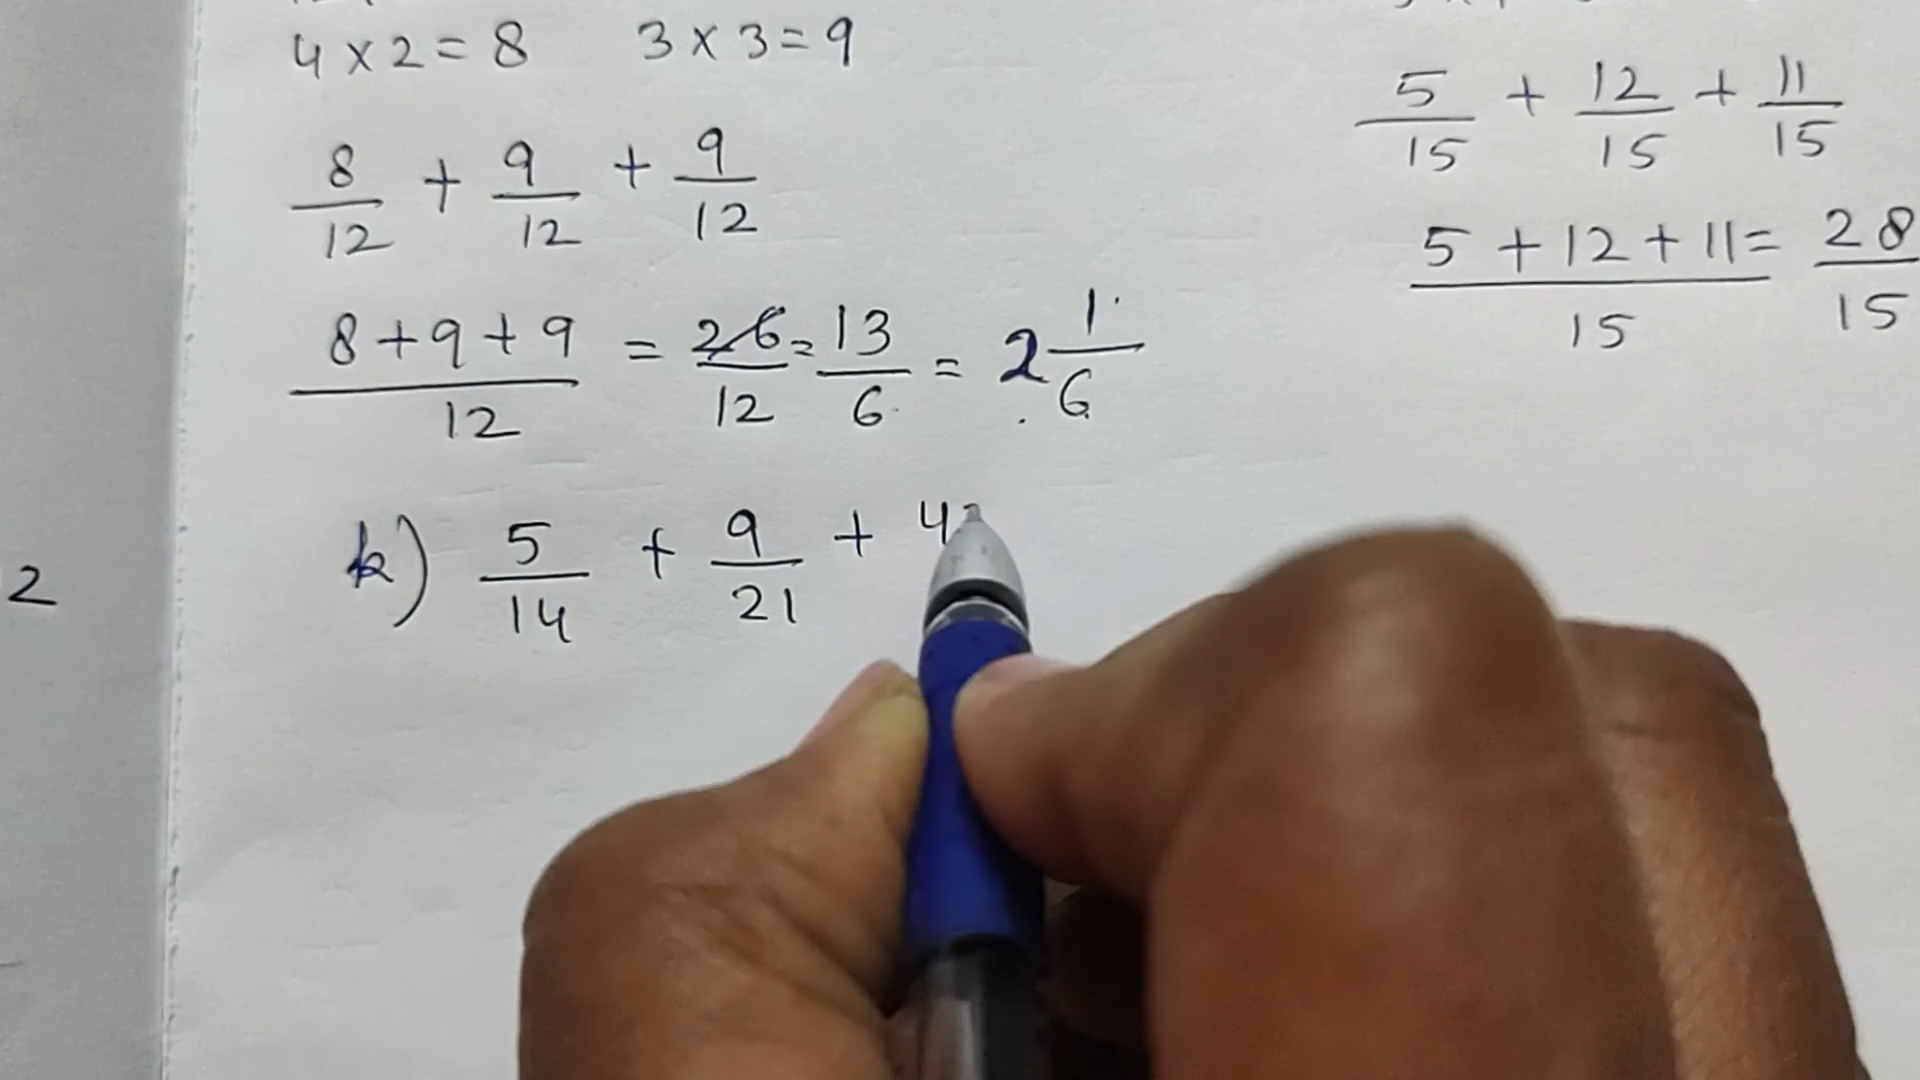 4 × 2 = 8 3 × 3 = 9
8/12 + 9/12 + 9/12
8 + 9 + 9/12 = 26/12 = 13/6 = 2 1/6
k) 5/14 + 9/21 + 4
2
5/15 + 12/15 + 11/15
5 + 12 + 11/15 = 28/15